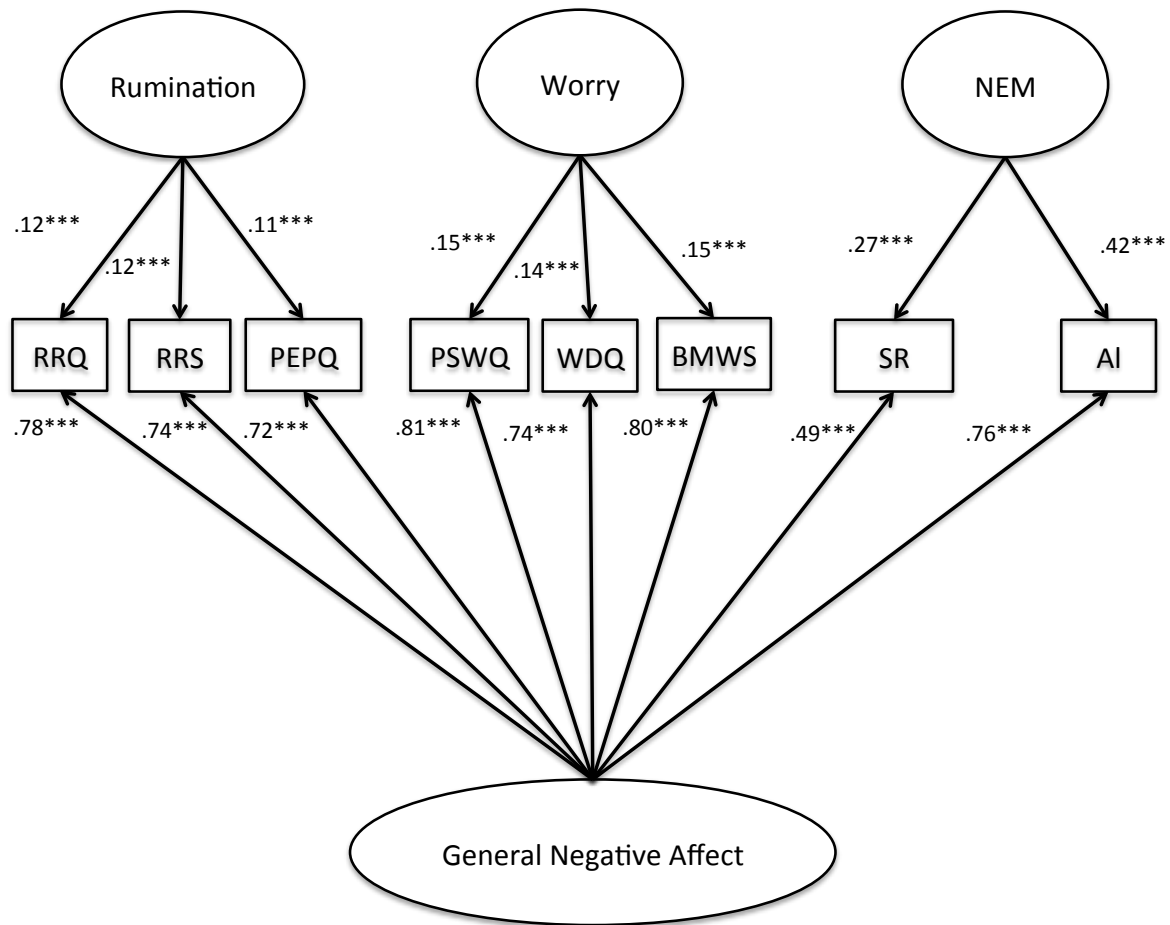 Rumination
Worry
NEM
.12***
.12***
.11***
.15***
.14***
.15***
.27***
.42***
RRQ
RRS
PEPQ
PSWQ
WDQ
BMWS
SR
Al
.78***
.74***
.72***
.81***
.74***
.80***
.49***
.76***
General Negative Affect